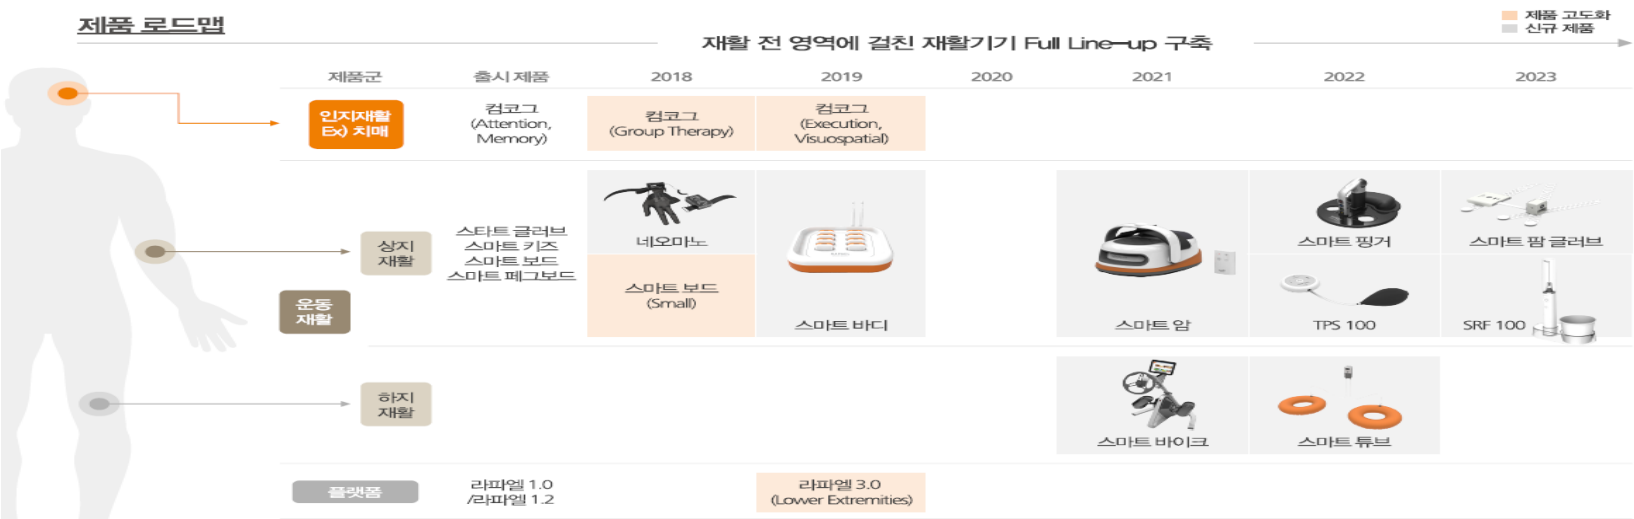 제품 로드맵
제품 고도화
신규 제품
재활 전 영역에 걸친 재활기기 Full Line-up 구축
제품군
출시 제품
2018
2019
2020
2021
2022
2023
인지재활
Ex) 치매
컴코그
(Attention,
Memory)
컴코그
(Group Therapy)
컴코그
(Execution,
Visuospatial)
운동
재활
상지
재활
스타트 글러브
스마트 키즈
스마트 보드
스마트 페그보드
네오마노
스마트 보드
(Small)
스마트 바디
스마트 암
스마트 핑거
TPS 100
스마트 팜 글러브
SRF 100
하지
재활
스마트 바이크
스마트 튜브
플랫폼
라파엘 1.0
/라파엘 1.2
라파엘 3.0
(Lower Extremities)